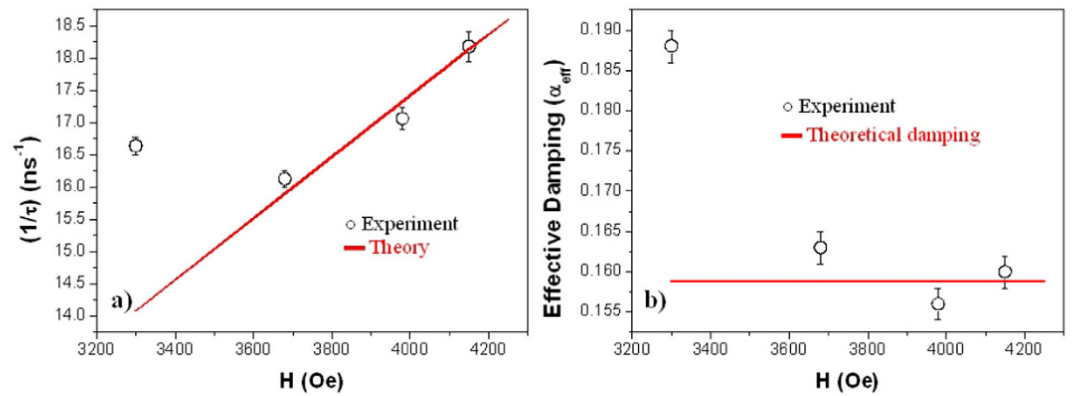 18.5
18.0
17.5
17.0
16.5
16.0
15.5
15.0
14.5
14.0
(1/τ) (ns⁻¹)
Experiment
Theory
a)
3200 3400 3600 3800 4000 4200
H (Oe)
0.190
0.185
0.180
0.175
0.170
0.165
0.160
0.155
Effective Damping (αeff)
Experiment
Theoretical damping
b)
3200 3400 3600 3800 4000 4200
H (Oe)